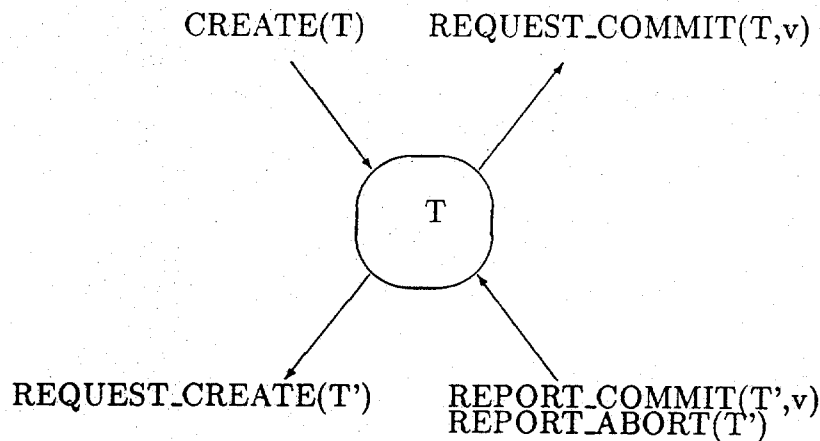 CREATE(T)
REQUEST_COMMIT(T,v)
T
REQUEST_CREATE(T')
REPORT_COMMIT(T',v)
REPORT_ABORT(T')